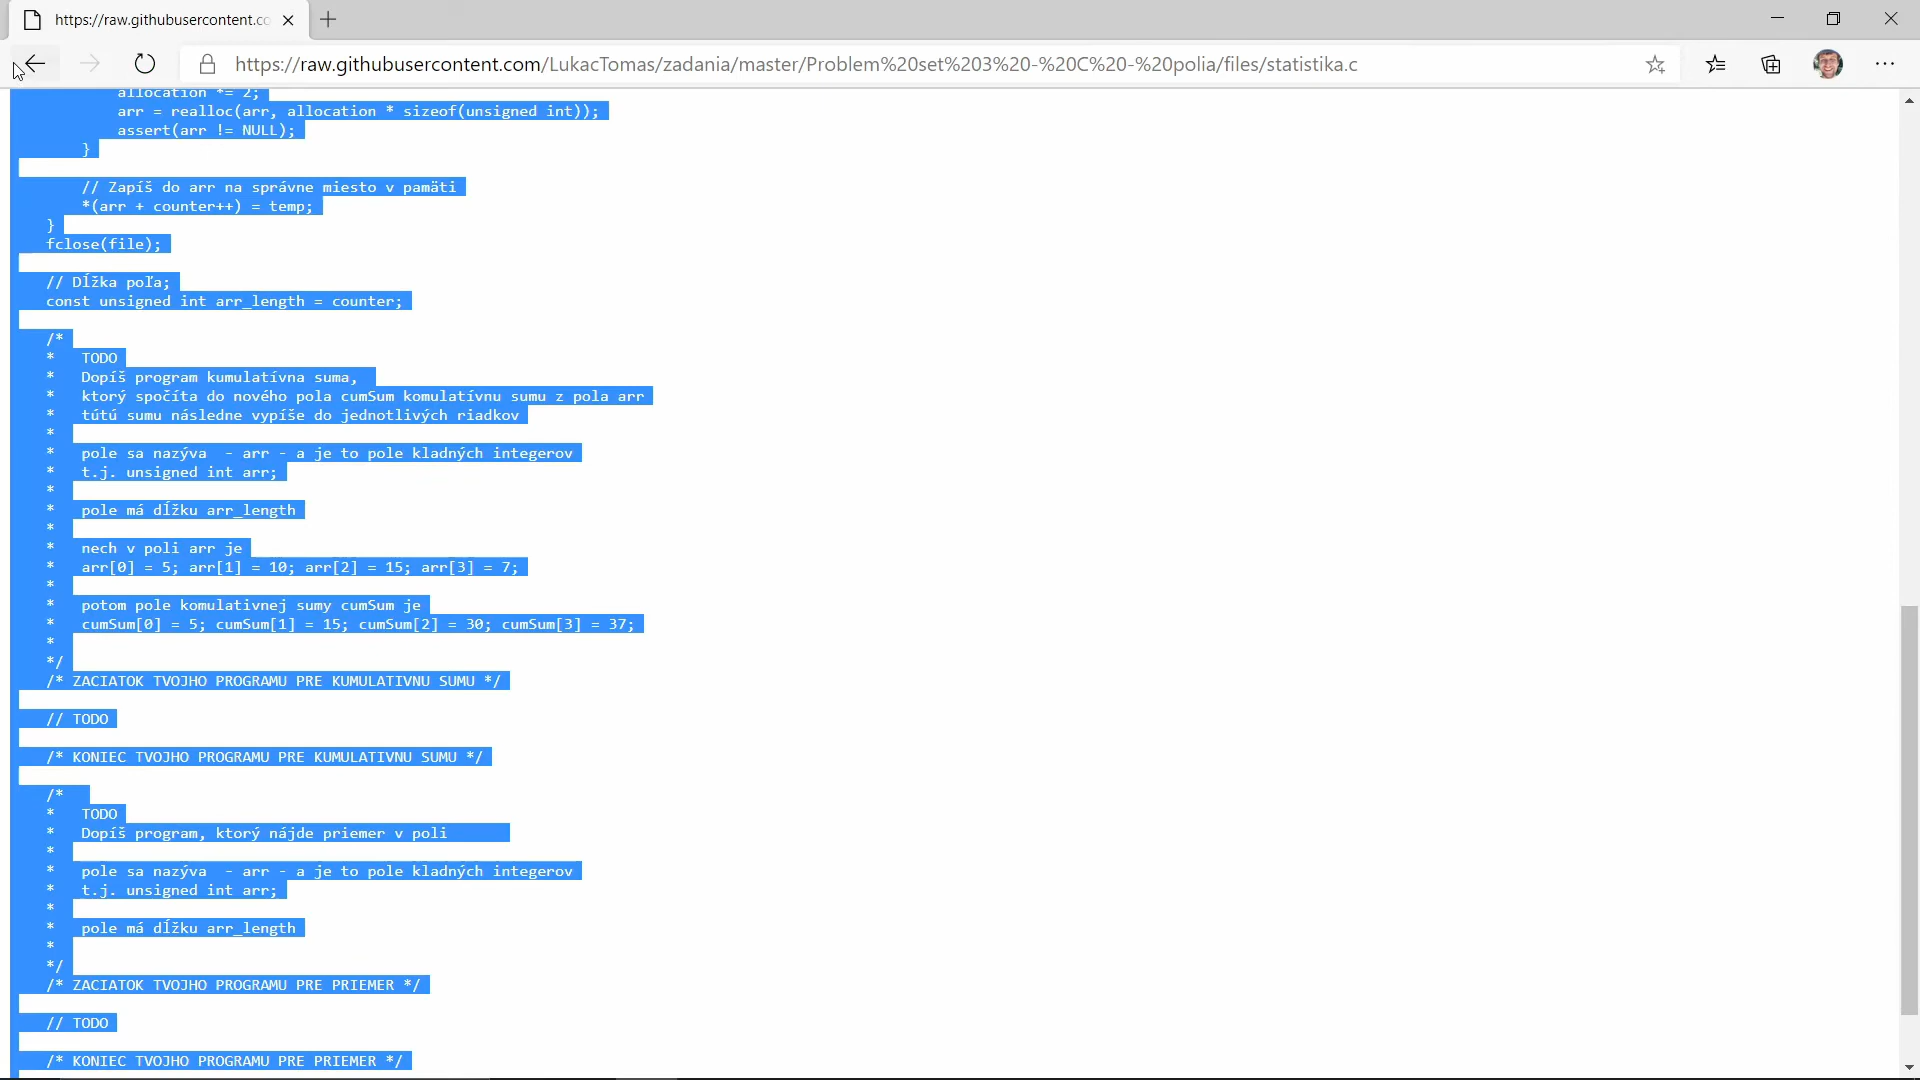 https://raw.githubusercontent.co
https://raw.githubusercontent.com/LukacTomas/zadania/master/Problem%20set%203%20-%20C%20-%20polia/files/statistika.c
allocation *= 2;
arr = realloc(arr, allocation * sizeof(unsigned int));
assert(arr != NULL);
}
// Zapíš do arr na správne miesto v pamäti
*(arr + counter++) = temp;
}
fclose(file);
// Dĺžka poľa;
const unsigned int arr_length = counter;
/*
* TODO
* Dopíš program kumulatívna suma,
* ktorý spočíta do nového pola cumSum komulatívnu sumu z pola arr
* tútú sumu následne vypíše do jednotlivých riadkov
*
* pole sa nazýva - arr - a je to pole kladných integerov
* t.j. unsigned int arr;
*
* pole má dĺžku arr_length
*
* nech v poli arr je
* arr[0] = 5; arr[1] = 10; arr[2] = 15; arr[3] = 7;
*
* potom pole komulativnej sumy cumSum je
* cumSum[0] = 5; cumSum[1] = 15; cumSum[2] = 30; cumSum[3] = 37;
*
*/
/* ZACIATOK TVOJHO PROGRAMU PRE KUMULATIVNU SUMU */
// TODO
/* KONIEC TVOJHO PROGRAMU PRE KUMULATIVNU SUMU */
/*
* TODO
* Dopíš program, ktorý nájde priemer v poli
*
* pole sa nazýva - arr - a je to pole kladných integerov
* t.j. unsigned int arr;
*
* pole má dĺžku arr_length
*
*/
/* ZACIATOK TVOJHO PROGRAMU PRE PRIEMER */
// TODO
/* KONIEC TVOJHO PROGRAMU PRE PRIEMER */